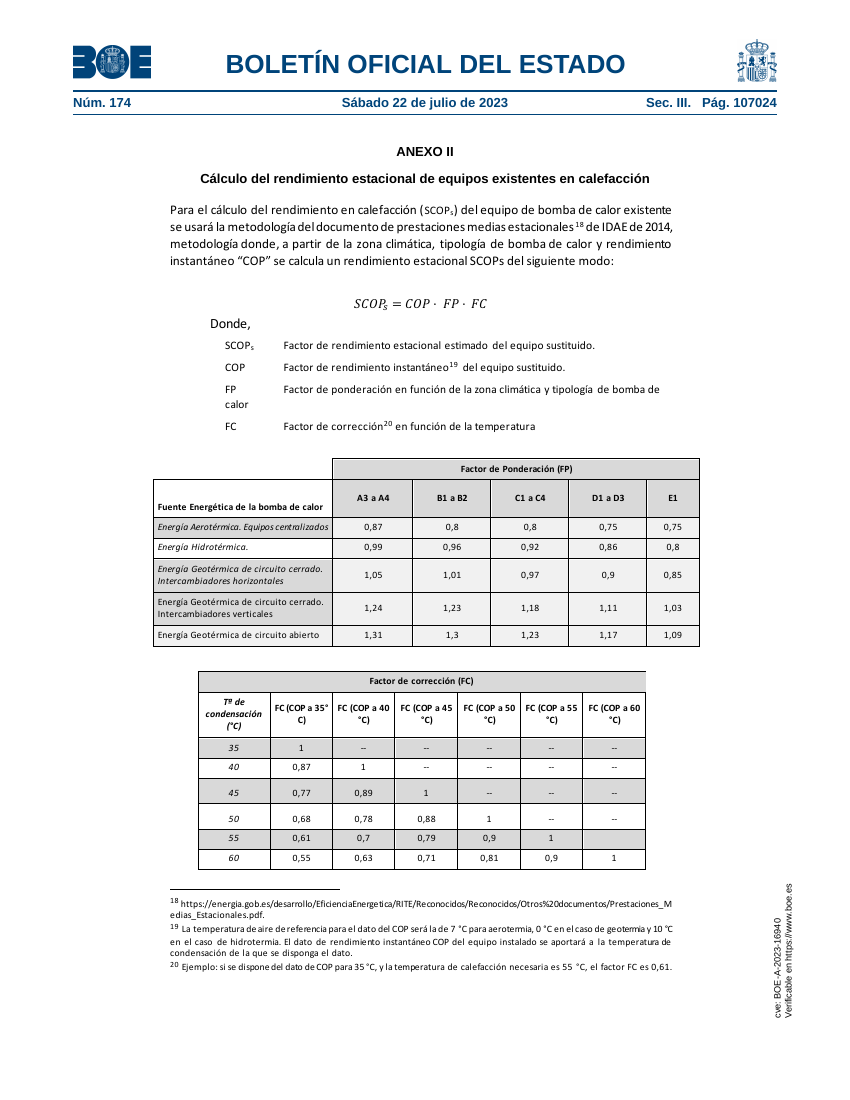 BOE
BOLETÍN OFICIAL DEL ESTADO
Núm. 174 Sábado 22 de julio de 2023 Sec. III. Pág. 107024
ANEXO II
Cálculo del rendimiento estacional de equipos existentes en calefacción
Para el cálculo del rendimiento en calefacción (SCOPs) del equipo de bomba de calor existente
se usará la metodología del documento de prestaciones medias estacionales 18 de IDAE de 2014,
metodología donde, a partir de la zona climática, tipología de bomba de calor y rendimiento
instantáneo “COP” se calcula un rendimiento estacional SCOPs del siguiente modo:
SCOPs = COP · FP · FC
Donde,
SCOPs Factor de rendimiento estacional estimado del equipo sustituido.
COP Factor de rendimiento instantáneo19 del equipo sustituido.
FP Factor de ponderación en función de la zona climática y tipología de bomba de
calor
FC Factor de corrección20 en función de la temperatura
Factor de Ponderación (FP)
Fuente Energética de la bomba de calor A3 a A4 B1 a B2 C1 a C4 D1 a D3 E1
Energía Aerotérmica. Equipos centralizados 0,87 0,8 0,8 0,75 0,75
Energía Hidrotérmica. 0,99 0,96 0,92 0,86 0,8
Energía Geotérmica de circuito cerrado.
Intercambiadores horizontales 1,05 1,01 0,97 0,9 0,85
Energía Geotérmica de circuito cerrado.
Intercambiadores verticales 1,24 1,23 1,18 1,11 1,03
Energía Geotérmica de circuito abierto 1,31 1,3 1,23 1,17 1,09
Factor de corrección (FC)
Tª de
condensación
(°C)
FC (COP a 35°
C)
FC (COP a 40
°C)
FC (COP a 45
°C)
FC (COP a 50
°C)
FC (COP a 55
°C)
FC (COP a 60
°C)
35 1 -- -- -- -- --
40 0,87 1 -- -- -- --
45 0,77 0,89 1 -- -- --
50 0,68 0,78 0,88 1 -- --
55 0,61 0,7 0,79 0,9 1
60 0,55 0,63 0,71 0,81 0,9 1
18 https://energia.gob.es/desarrollo/EficienciaEnergetica/RITE/Reconocidos/Reconocidos/Otros%20documentos/Prestaciones_M
edias_Estacionales.pdf.
19 La temperatura de aire de referencia para el dato del COP será la de 7 °C para aerotermia, 0 °C en el caso de geotermia y 10 °C
en el caso de hidrotermia. El dato de rendimiento instantáneo COP del equipo instalado se aportará a la temperatura de
condensación de la que se disponga el dato.
20 Ejemplo: si se dispone del dato de COP para 35 °C, y la temperatura de calefacción necesaria es 55 °C, el factor FC es 0,61.
cve: BOE-A-2023-16940
Verificable en https://www.boe.es